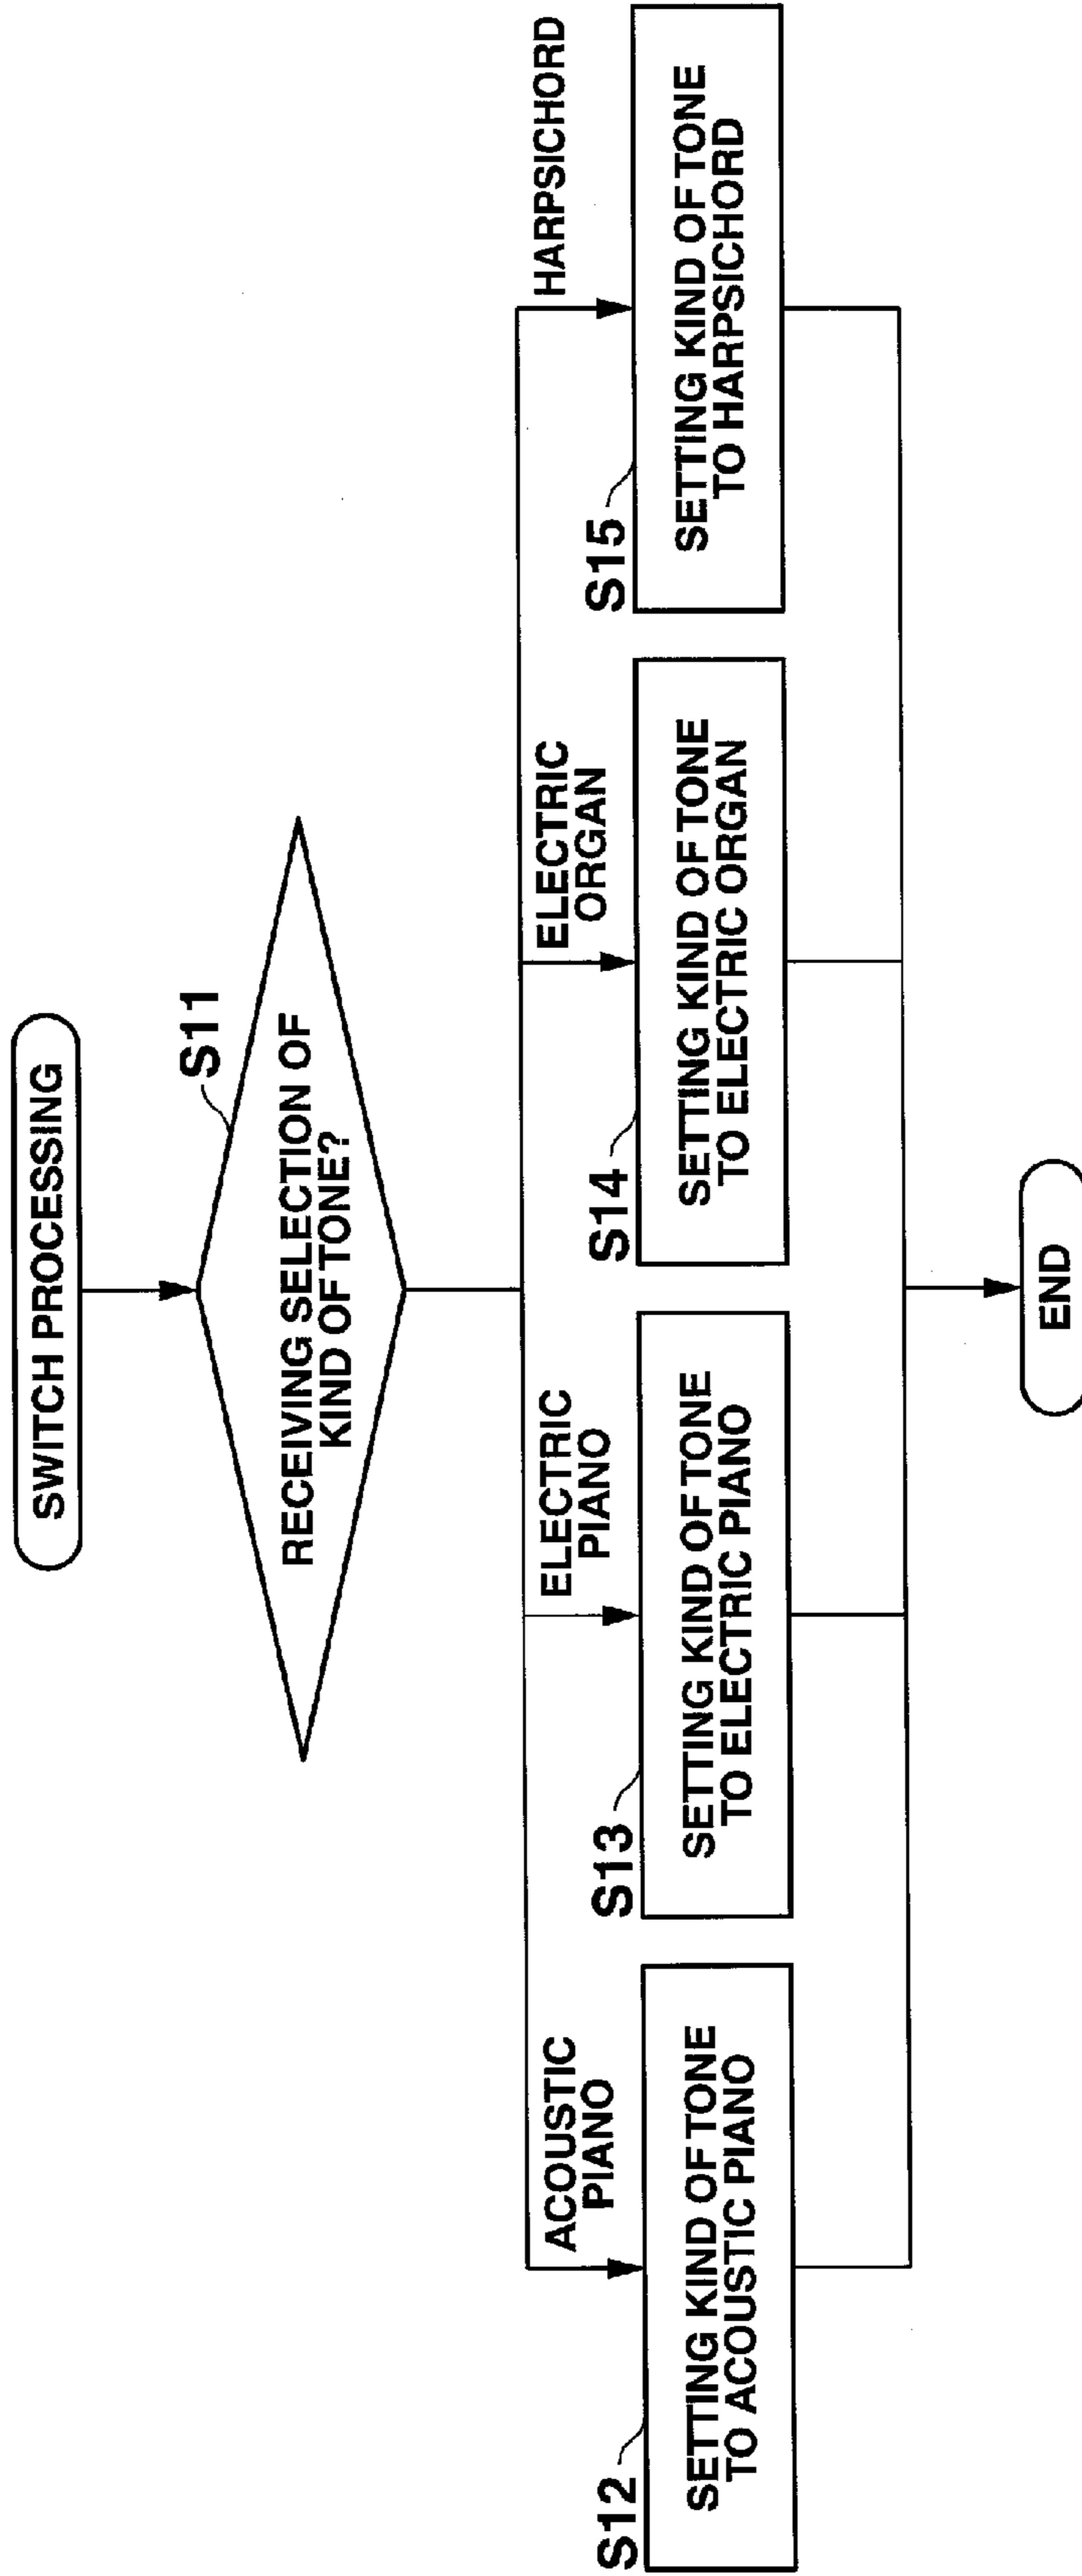 SWITCH PROCESSING
S11
RECEIVING SELECTION OF
KIND OF TONE?
ACOUSTIC
PIANO
ELECTRIC
PIANO
ELECTRIC
ORGAN
HARPSICHORD
S12
SETTING KIND OF TONE
TO ACOUSTIC PIANO
S13
SETTING KIND OF TONE
TO ELECTRIC PIANO
S14
SETTING KIND OF TONE
TO ELECTRIC ORGAN
S15
SETTING KIND OF TONE
TO HARPSICHORD
END